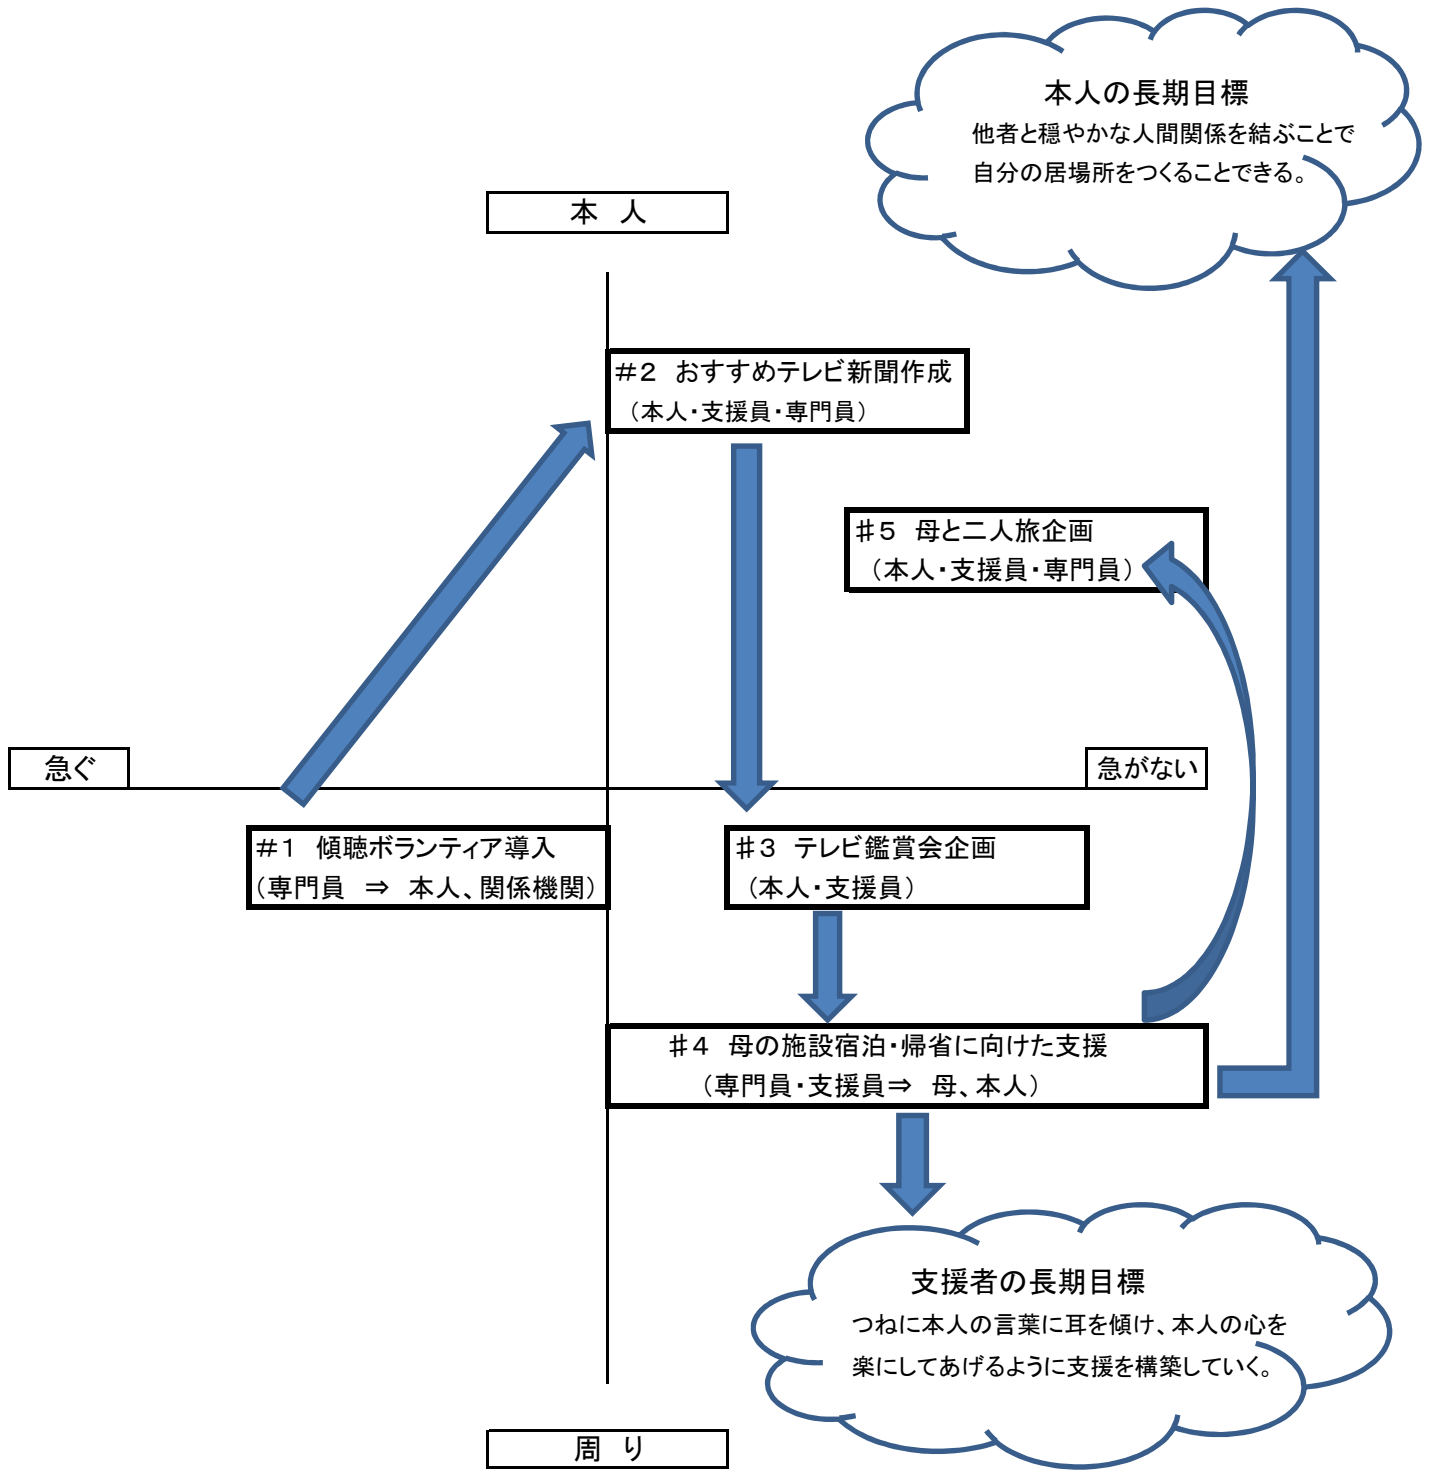 本人の長期目標
他者と穏やかな人間関係を結ぶことで
自分の居場所をつくることできる。
本　人
＃２　おすすめテレビ新聞作成
（本人・支援員・専門員）
♯５　母と二人旅企画
（本人・支援員・専門員）
急ぐ
急がない
＃１　傾聴ボランティア導入
（専門員　⇒　本人、関係機関）
♯３　テレビ鑑賞会企画
（本人・支援員）
♯４　母の施設宿泊・帰省に向けた支援
（専門員・支援員⇒　母、本人）
支援者の長期目標
つねに本人の言葉に耳を傾け、本人の心を
楽にしてあげるように支援を構築していく。
周　り